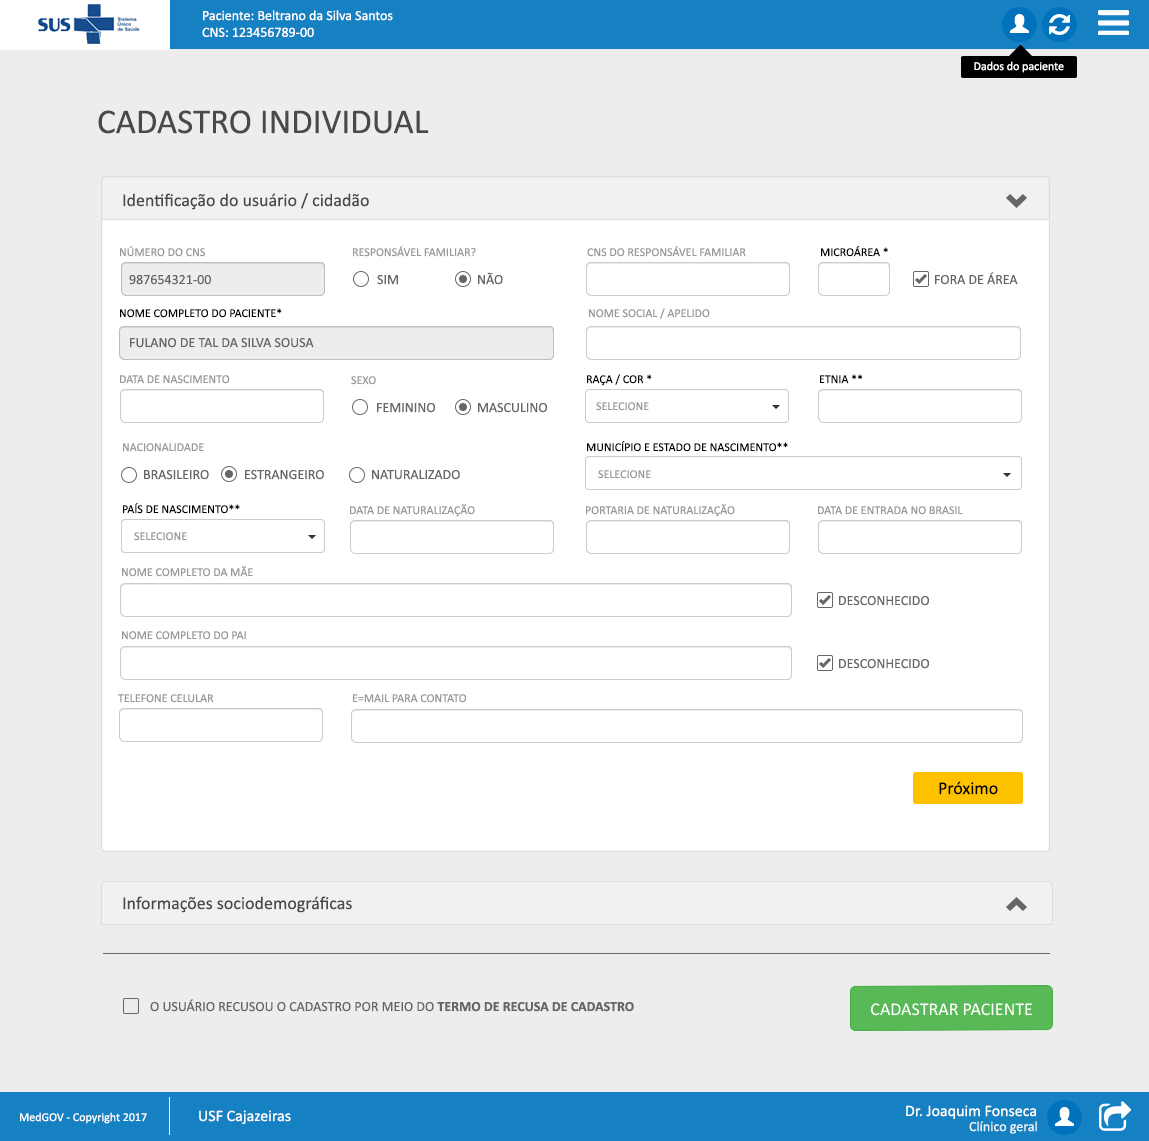 SUS Sistema Único de Saúde
Paciente: Beltrano da Silva Santos
CNS: 123456789-00
Dados do paciente
CADASTRO INDIVIDUAL
Identificação do usuário / cidadão
NÚMERO DO CNS RESPONSÁVEL FAMILIAR? CNS DO RESPONSÁVEL FAMILIAR MICROÁREA *
987654321-00 SIM NÃO FORA DE ÁREA
NOME COMPLETO DO PACIENTE* NOME SOCIAL / APELIDO
FULANO DE TAL DA SILVA SOUSA
DATA DE NASCIMENTO SEXO RAÇA / COR * ETNIA **
FEMININO MASCULINO SELECIONE
NACIONALIDADE MUNICÍPIO E ESTADO DE NASCIMENTO**
BRASILEIRO ESTRANGEIRO NATURALIZADO SELECIONE
PAÍS DE NASCIMENTO** DATA DE NATURALIZAÇÃO PORTARIA DE NATURALIZAÇÃO DATA DE ENTRADA NO BRASIL
SELECIONE
NOME COMPLETO DA MÃE
DESCONHECIDO
NOME COMPLETO DO PAI
DESCONHECIDO
TELEFONE CELULAR E=MAIL PARA CONTATO
Próximo
Informações sociodemográficas
O USUÁRIO RECUSOU O CADASTRO POR MEIO DO TERMO DE RECUSA DE CADASTRO
CADASTRAR PACIENTE
MedGOV - Copyright 2017
USF Cajazeiras
Dr. Joaquim Fonseca
Clínico geral